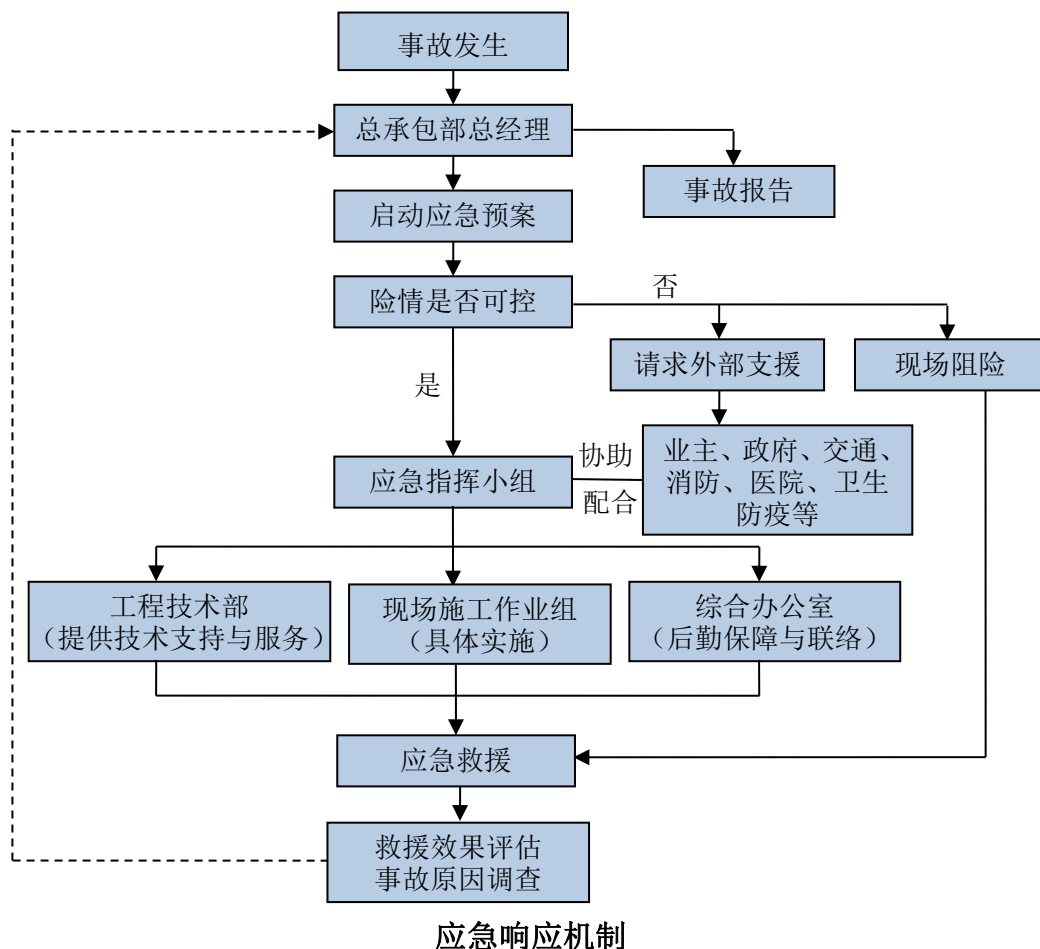 事故发生
总承包部总经理
事故报告
启动应急预案
险情是否可控
否
请求外部支援
现场阻险
是
应急指挥小组
协助
配合
业主、政府、交通、
消防、医院、卫生
防疫等
工程技术部
（提供技术支持与服务）
现场施工作业组
（具体实施）
综合办公室
（后勤保障与联络）
应急救援
救援效果评估
事故原因调查
应急响应机制